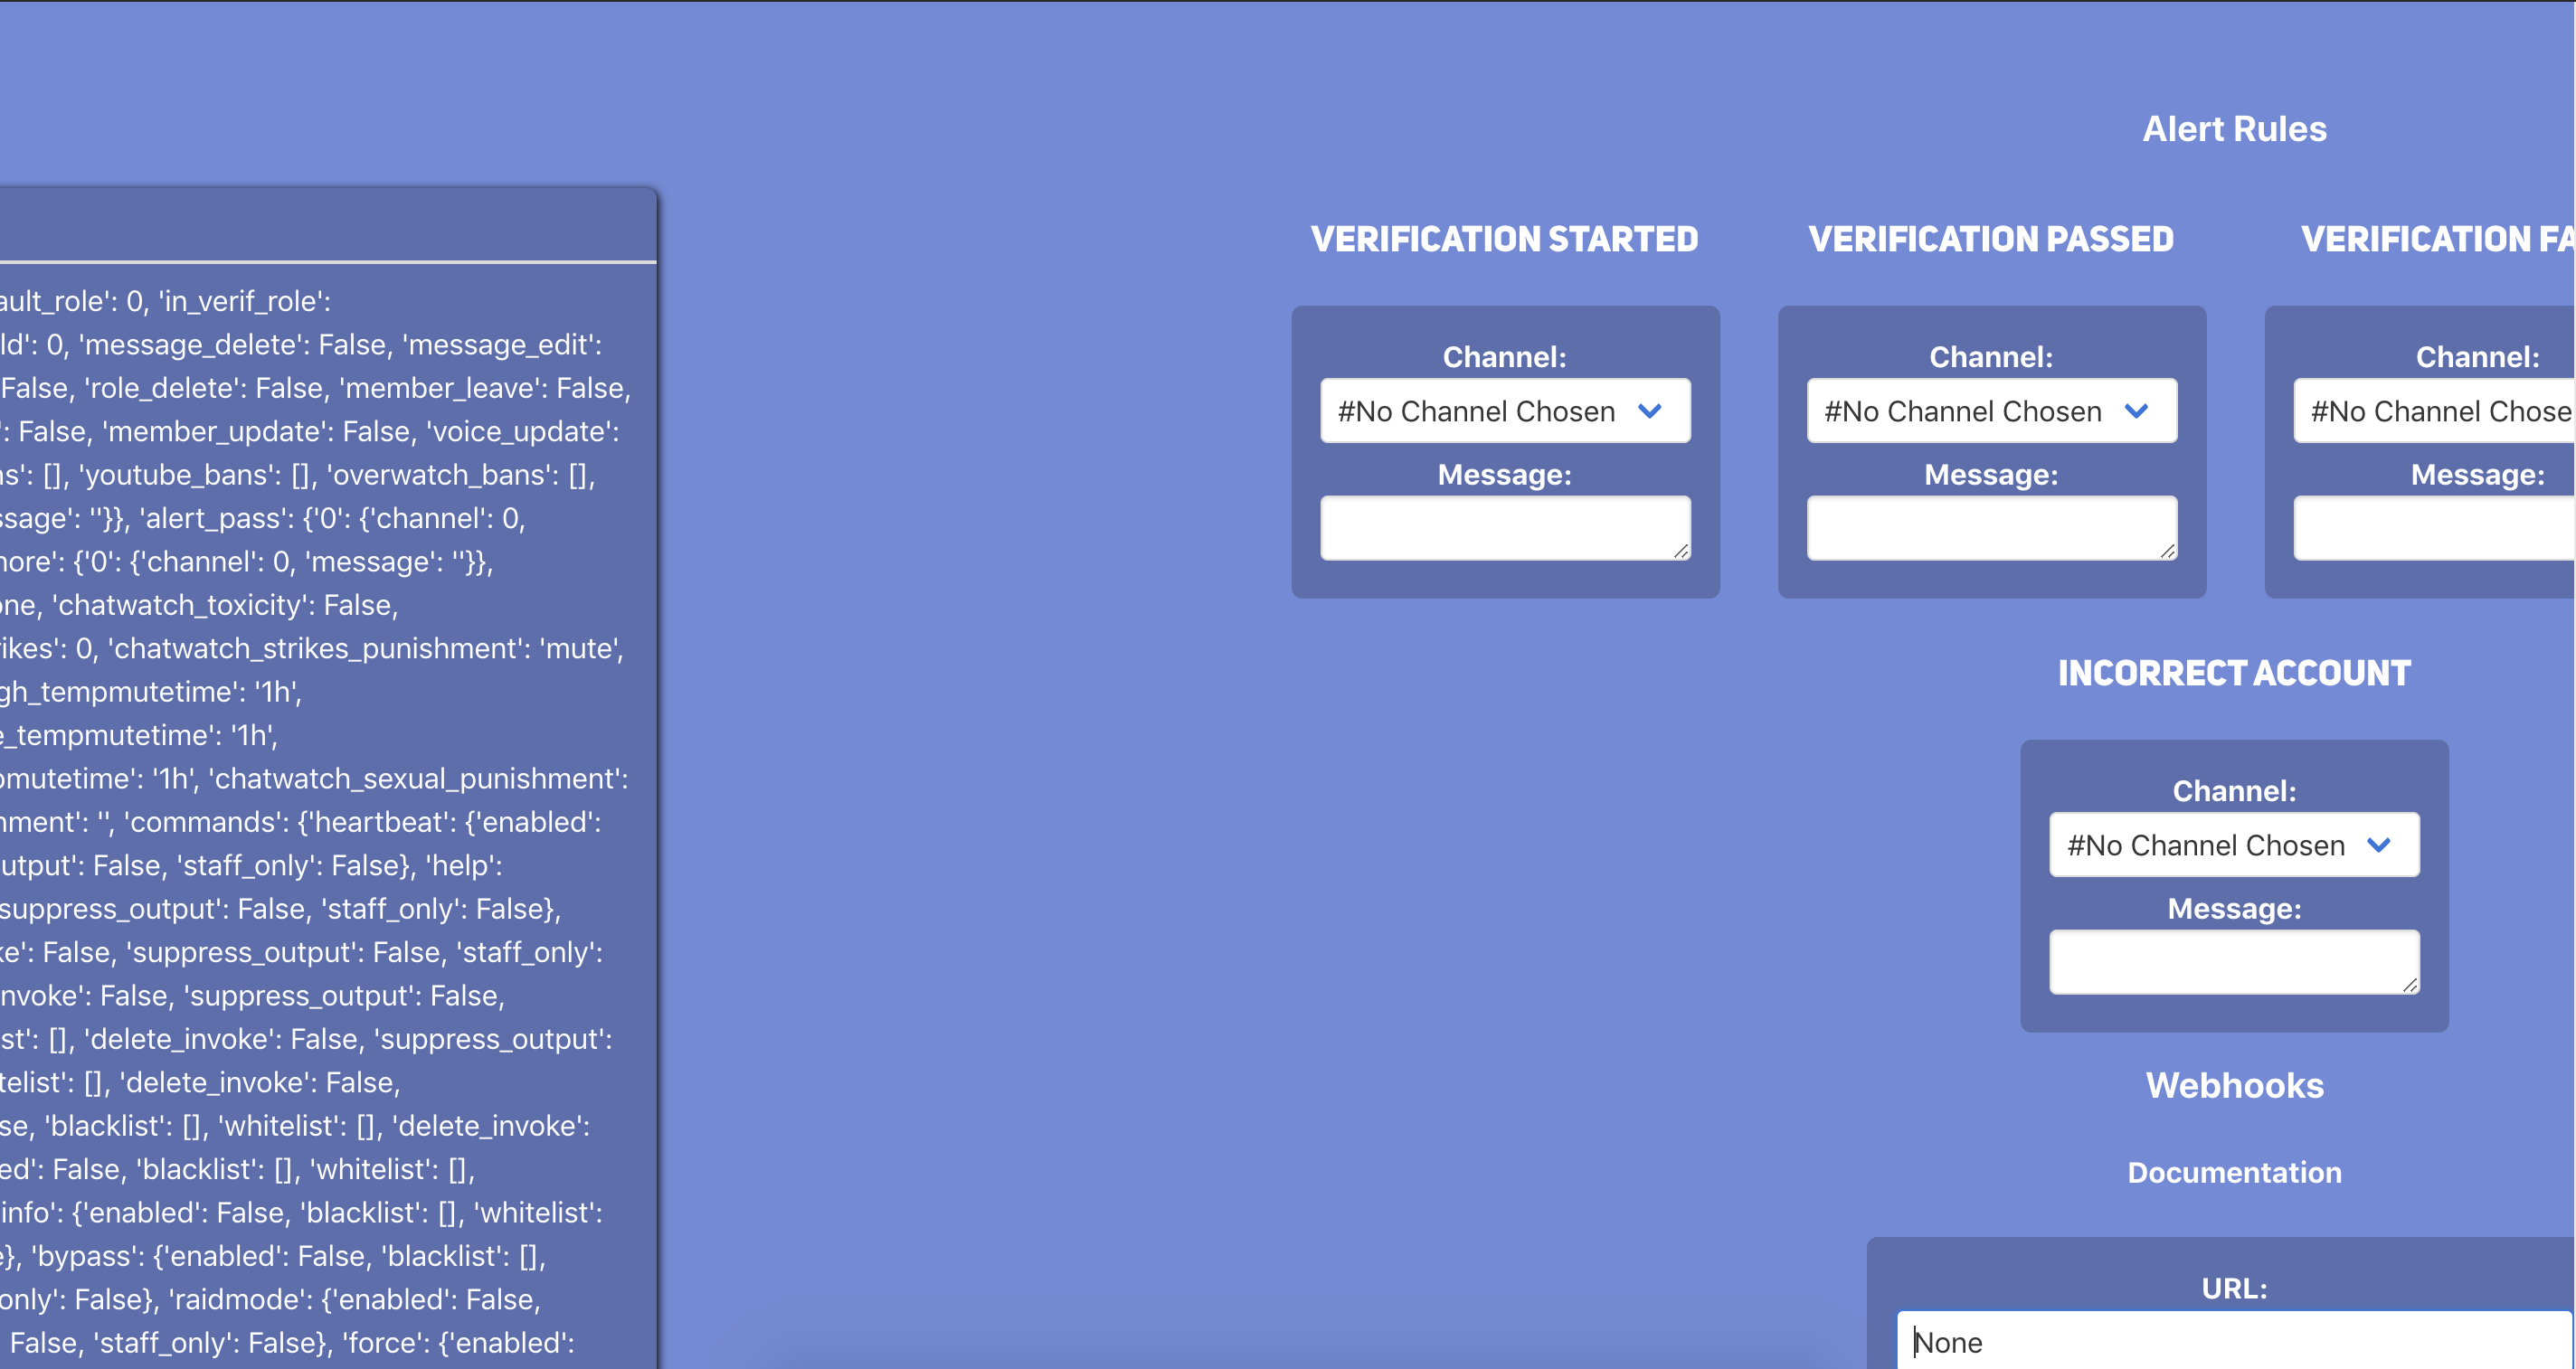 ault_role': 0, 'in_verif_role':
ld': 0, 'message_delete': False, 'message_edit':
False, 'role_delete': False, 'member_leave': False,
': False, 'member_update': False, 'voice_update':
ns': [], 'youtube_bans': [], 'overwatch_bans': [],
ssage': ''}}, 'alert_pass': {'0': {'channel': 0,
nore': {'0': {'channel': 0, 'message': ''}},
one, 'chatwatch_toxicity': False,
rikes': 0, 'chatwatch_strikes_punishment': 'mute',
gh_tempmutetime': '1h',
e_tempmutetime': '1h',
pmutetime': '1h', 'chatwatch_sexual_punishment':
nment': '', 'commands': {'heartbeat': {'enabled':
utput': False, 'staff_only': False}, 'help':
suppress_output': False, 'staff_only': False},
ke': False, 'suppress_output': False, 'staff_only':
nvoke': False, 'suppress_output': False,
st': [], 'delete_invoke': False, 'suppress_output':
telist': [], 'delete_invoke': False,
se, 'blacklist': [], 'whitelist': [], 'delete_invoke':
ed': False, 'blacklist': [], 'whitelist': [],
info': {'enabled': False, 'blacklist': [], 'whitelist':
e}, 'bypass': {'enabled': False, 'blacklist': [],
only': False}, 'raidmode': {'enabled': False,
False, 'staff_only': False}, 'force': {'enabled':
Alert Rules
VERIFICATION STARTED
Channel:
#No Channel Chosen
Message:
VERIFICATION PASSED
Channel:
#No Channel Chosen
Message:
VERIFICATION FA
Channel:
#No Channel Chose
Message:
INCORRECT ACCOUNT
Channel:
#No Channel Chosen
Message:
Webhooks
Documentation
URL:
None